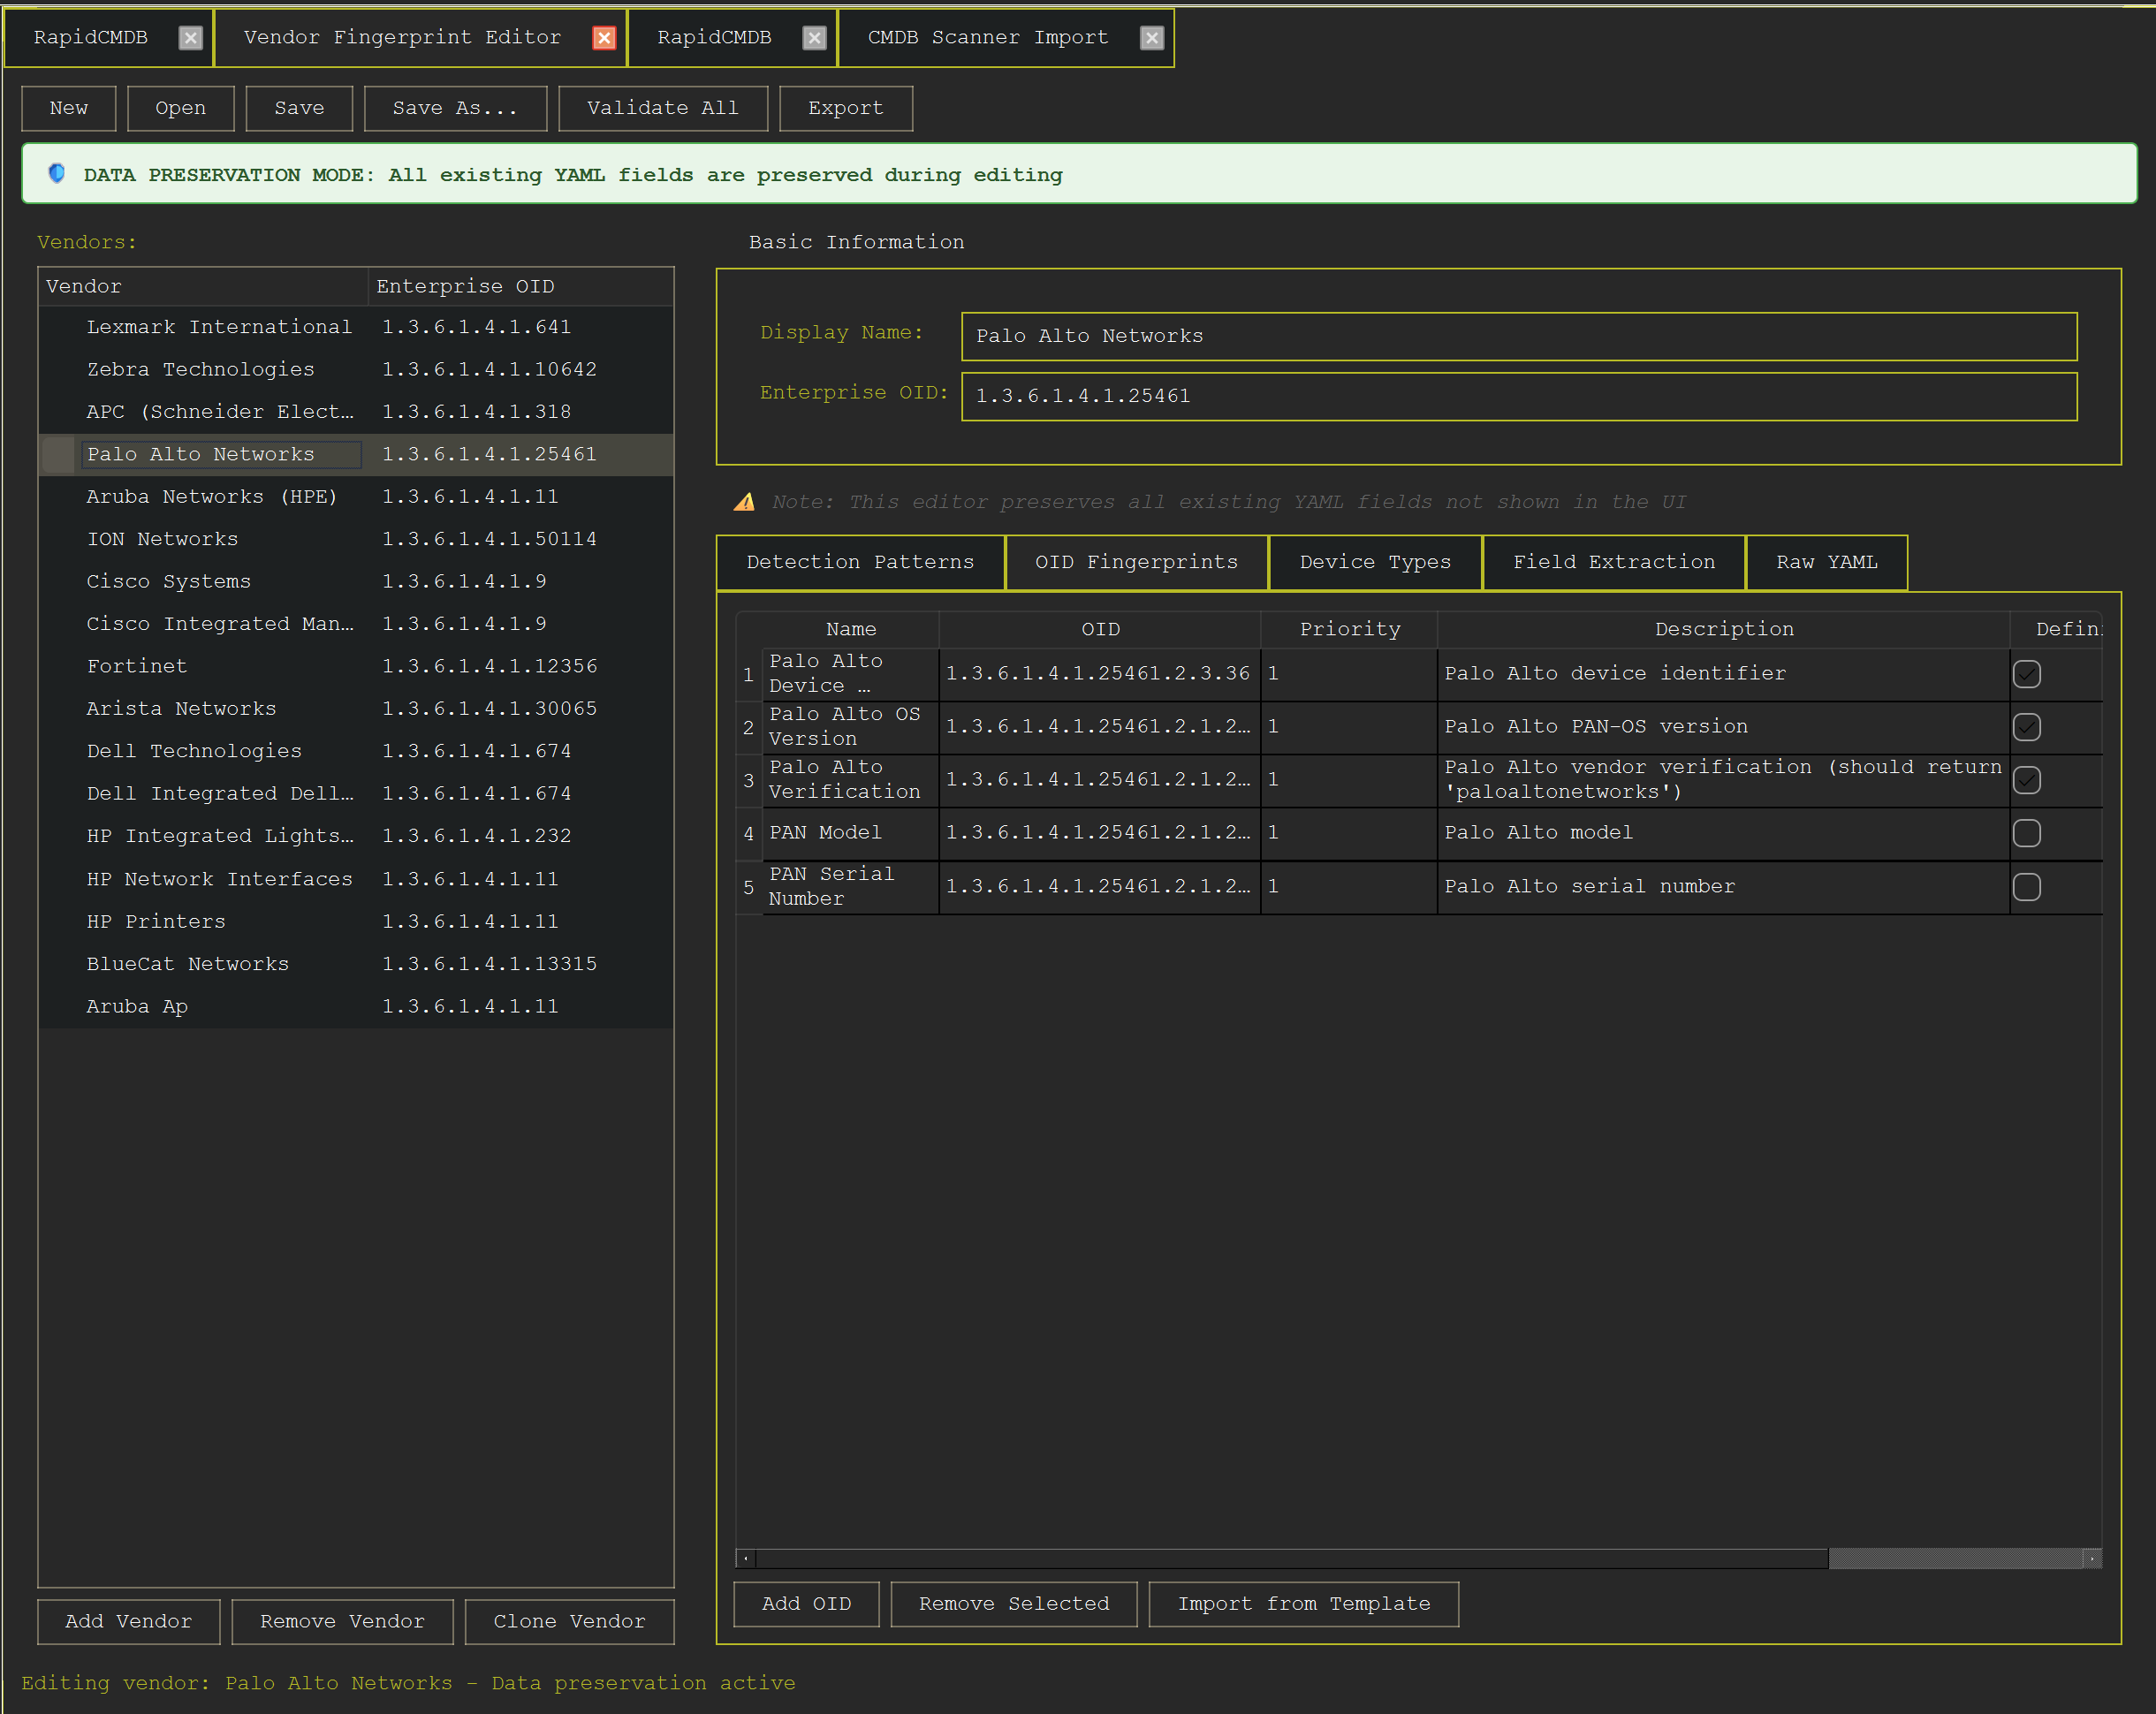 RapidCMDB
Vendor Fingerprint Editor
RapidCMDB
CMDB Scanner Import
New
Open
Save
Save As...
Validate All
Export
DATA PRESERVATION MODE: All existing YAML fields are preserved during editing
Vendors:
Vendor Enterprise OID
Lexmark International 1.3.6.1.4.1.641
Zebra Technologies 1.3.6.1.4.1.10642
APC (Schneider Elect… 1.3.6.1.4.1.318
Palo Alto Networks 1.3.6.1.4.1.25461
Aruba Networks (HPE) 1.3.6.1.4.1.11
ION Networks 1.3.6.1.4.1.50114
Cisco Systems 1.3.6.1.4.1.9
Cisco Integrated Man… 1.3.6.1.4.1.9
Fortinet 1.3.6.1.4.1.12356
Arista Networks 1.3.6.1.4.1.30065
Dell Technologies 1.3.6.1.4.1.674
Dell Integrated Dell… 1.3.6.1.4.1.674
HP Integrated Lights… 1.3.6.1.4.1.232
HP Network Interfaces 1.3.6.1.4.1.11
HP Printers 1.3.6.1.4.1.11
BlueCat Networks 1.3.6.1.4.1.13315
Aruba Ap 1.3.6.1.4.1.11
Add Vendor
Remove Vendor
Clone Vendor
Basic Information
Display Name: Palo Alto Networks
Enterprise OID: 1.3.6.1.4.1.25461
Note: This editor preserves all existing YAML fields not shown in the UI
Detection Patterns
OID Fingerprints
Device Types
Field Extraction
Raw YAML
Name OID Priority Description Defini
1 Palo Alto Device … 1.3.6.1.4.1.25461.2.3.36 1 Palo Alto device identifier
2 Palo Alto OS Version 1.3.6.1.4.1.25461.2.1.2… 1 Palo Alto PAN-OS version
3 Palo Alto Verification 1.3.6.1.4.1.25461.2.1.2… 1 Palo Alto vendor verification (should return 'paloaltonetworks')
4 PAN Model 1.3.6.1.4.1.25461.2.1.2… 1 Palo Alto model
5 PAN Serial Number 1.3.6.1.4.1.25461.2.1.2… 1 Palo Alto serial number
Add OID
Remove Selected
Import from Template
Editing vendor: Palo Alto Networks - Data preservation active